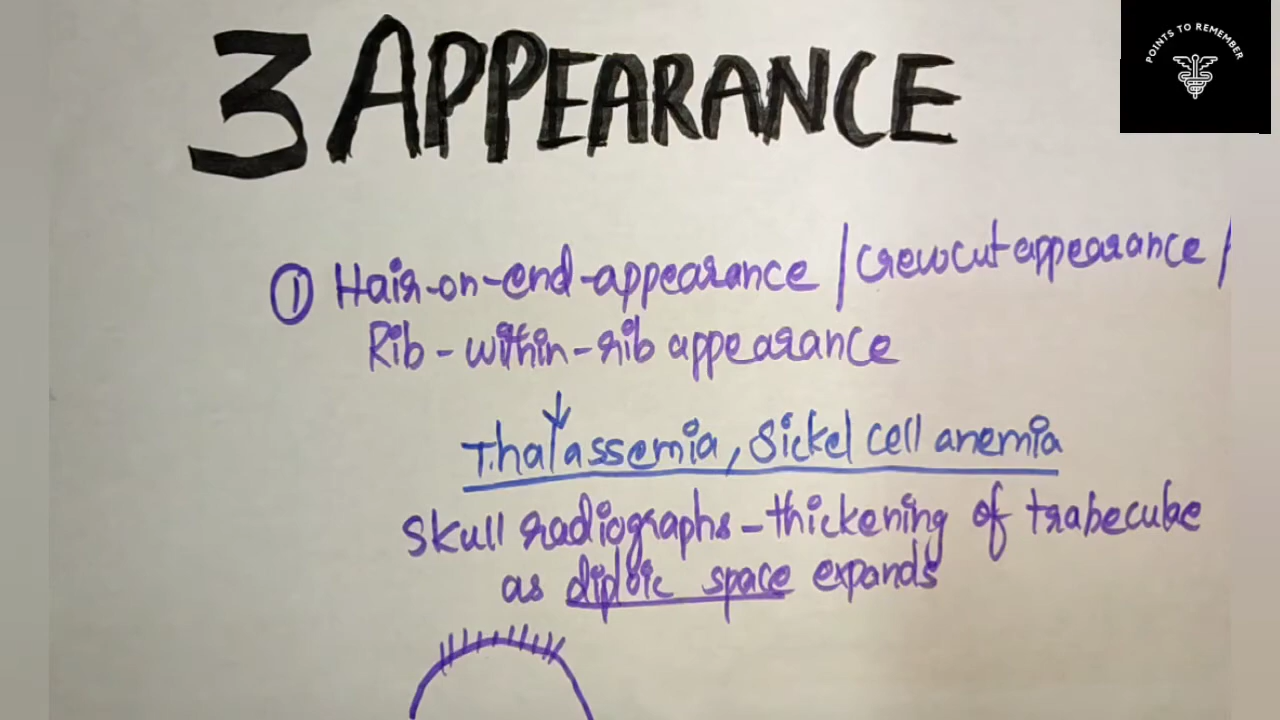 POINTS TO REMEMBER
3 APPEARANCE
① Hair-on-end-appearance / Crewcut appearance /
Rib-within-rib appearance
↓
Thalassemia, Sickel cell anemia
Skull radiographs - thickening of trabeculae
as diploic space expands